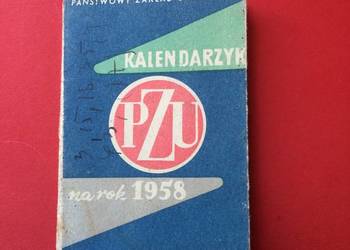 PAŃSTWOWY ZAKŁAD
KALENDARZYK
PZU
na rok 1958